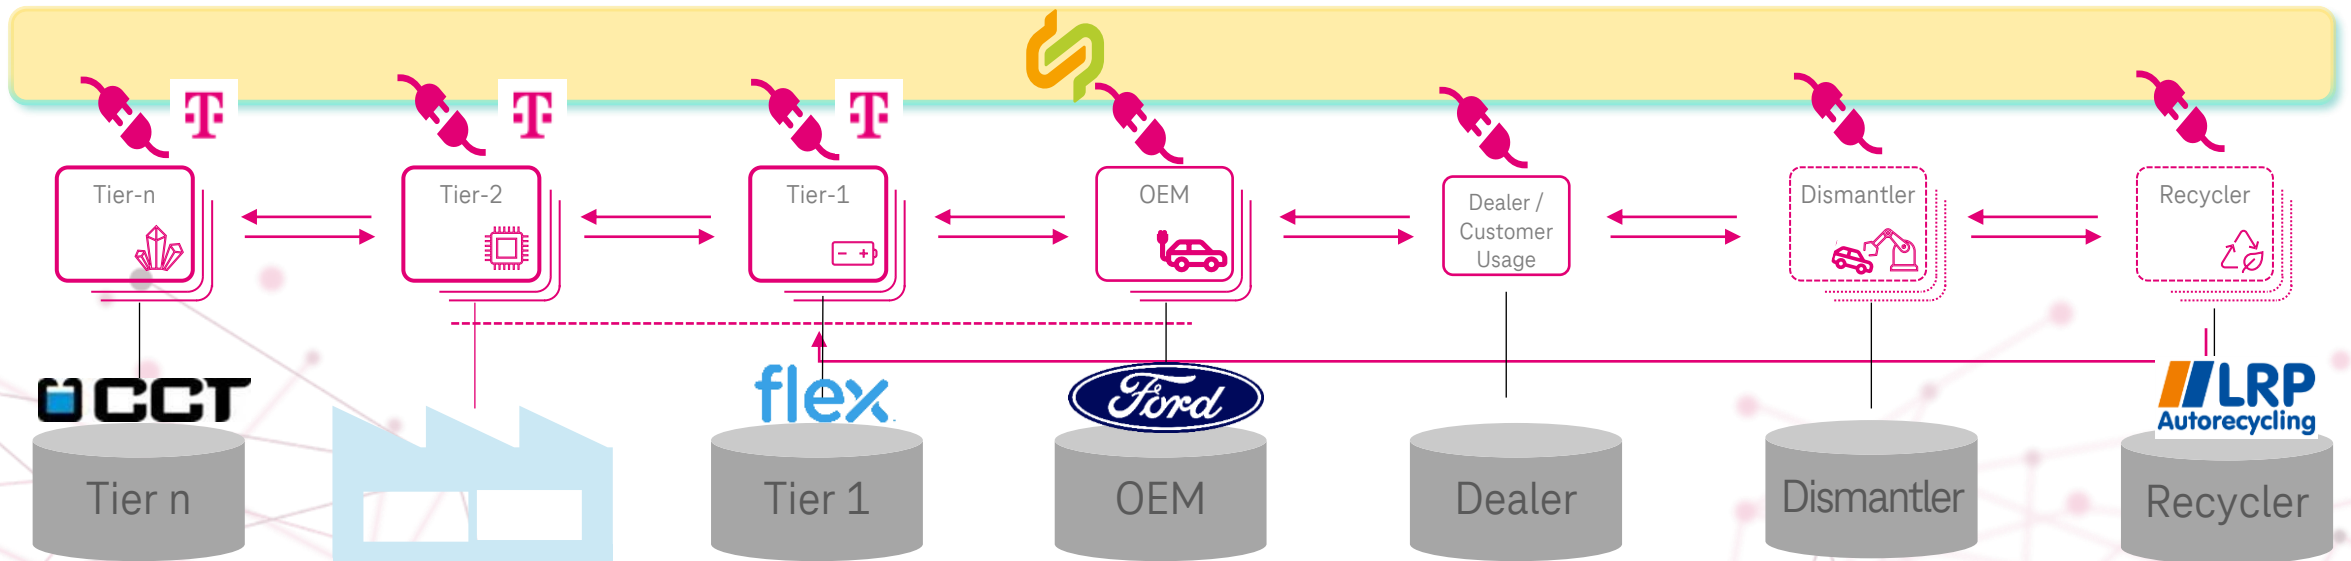 T
T
T
Tier-n
Tier-2
Tier-1
OEM
Dealer /
Customer
Usage
Dismantler
Recycler
- +
CCT
flex
Ford
LRP
Autorecycling
Tier n
Tier 1
OEM
Dealer
Dismantler
Recycler